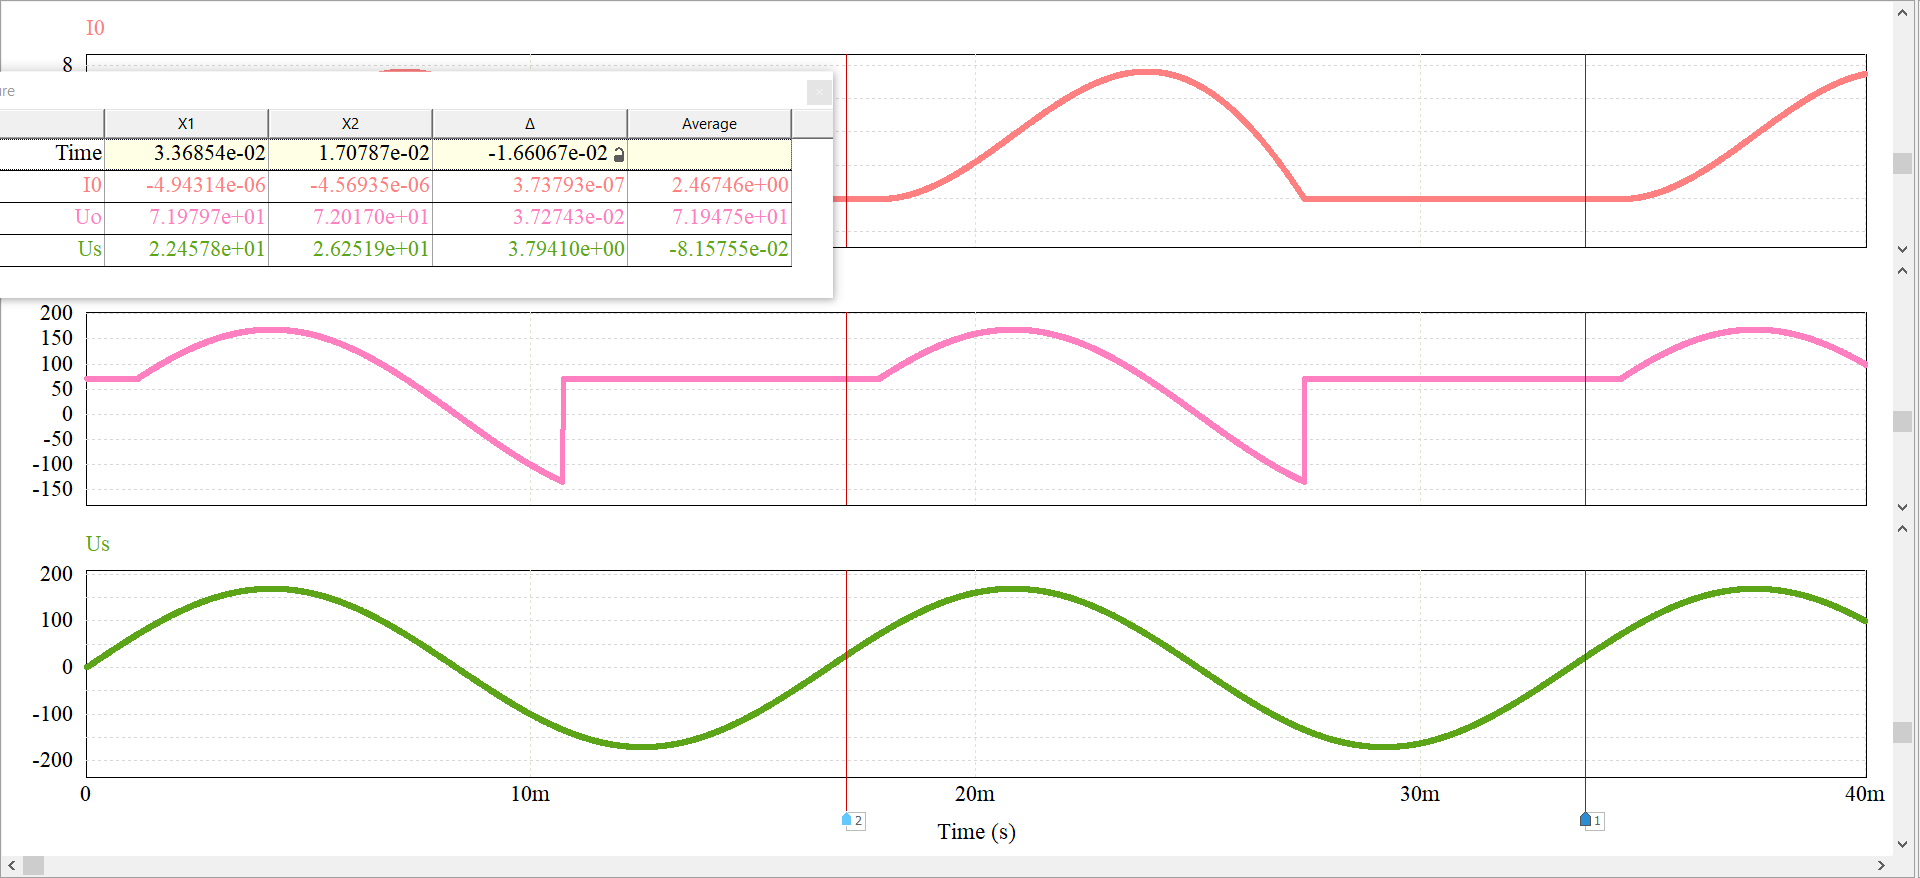 I0
8
re
X1 X2 Δ Average
Time 3.36854e-02 1.70787e-02 -1.66067e-02
I0 -4.94314e-06 -4.56935e-06 3.73793e-07 2.46746e+00
Uo 7.19797e+01 7.20170e+01 3.72743e-02 7.19475e+01
Us 2.24578e+01 2.62519e+01 3.79410e+00 -8.15755e-02
200
150
100
50
0
-50
-100
-150
Us
200
100
0
-100
-200
0 10m 20m 30m 40m
2 1
Time (s)